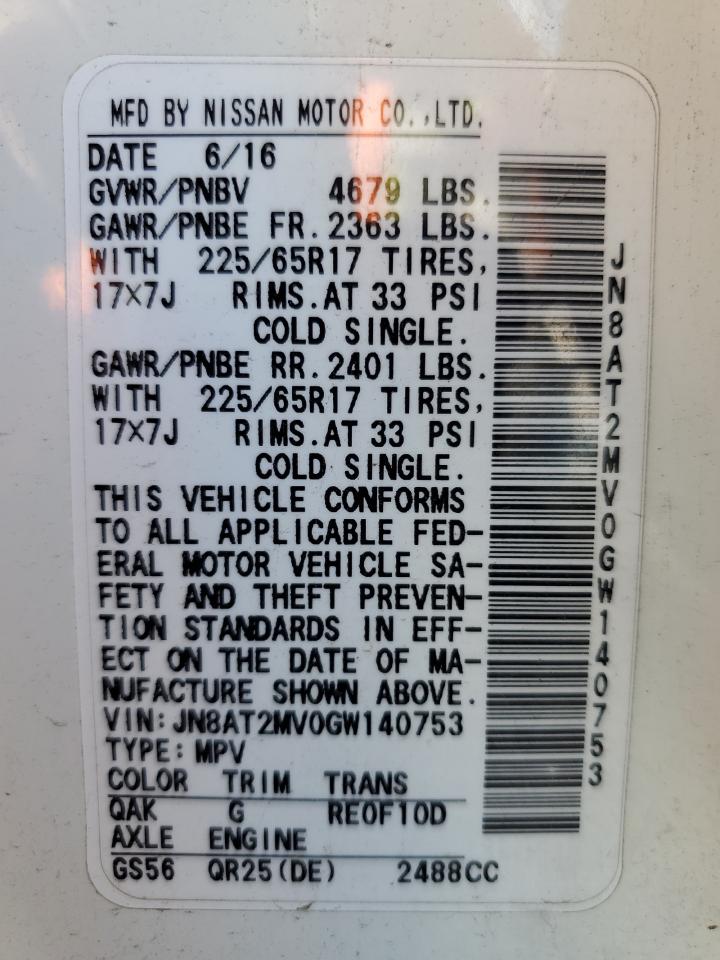 MFD BY NISSAN MOTOR CO.,LTD.
DATE 6/16
GVWR/PNBV 4679 LBS.
GAWR/PNBE FR.2363 LBS.
WITH 225/65R17 TIRES,
17X7J RIMS.AT 33 PSI
COLD SINGLE.
GAWR/PNBE RR.2401 LBS.
WITH 225/65R17 TIRES,
17X7J RIMS.AT 33 PSI
COLD SINGLE.
THIS VEHICLE CONFORMS
TO ALL APPLICABLE FED-
ERAL MOTOR VEHICLE SA-
FETY AND THEFT PREVEN-
TION STANDARDS IN EFF-
ECT ON THE DATE OF MA-
NUFACTURE SHOWN ABOVE.
VIN:JN8AT2MV0GW140753
TYPE:MPV
COLOR TRIM TRANS
QAK G RE0F10D
AXLE ENGINE
GS56 QR25(DE) 2488CC
JN8AT2MV0GW140753